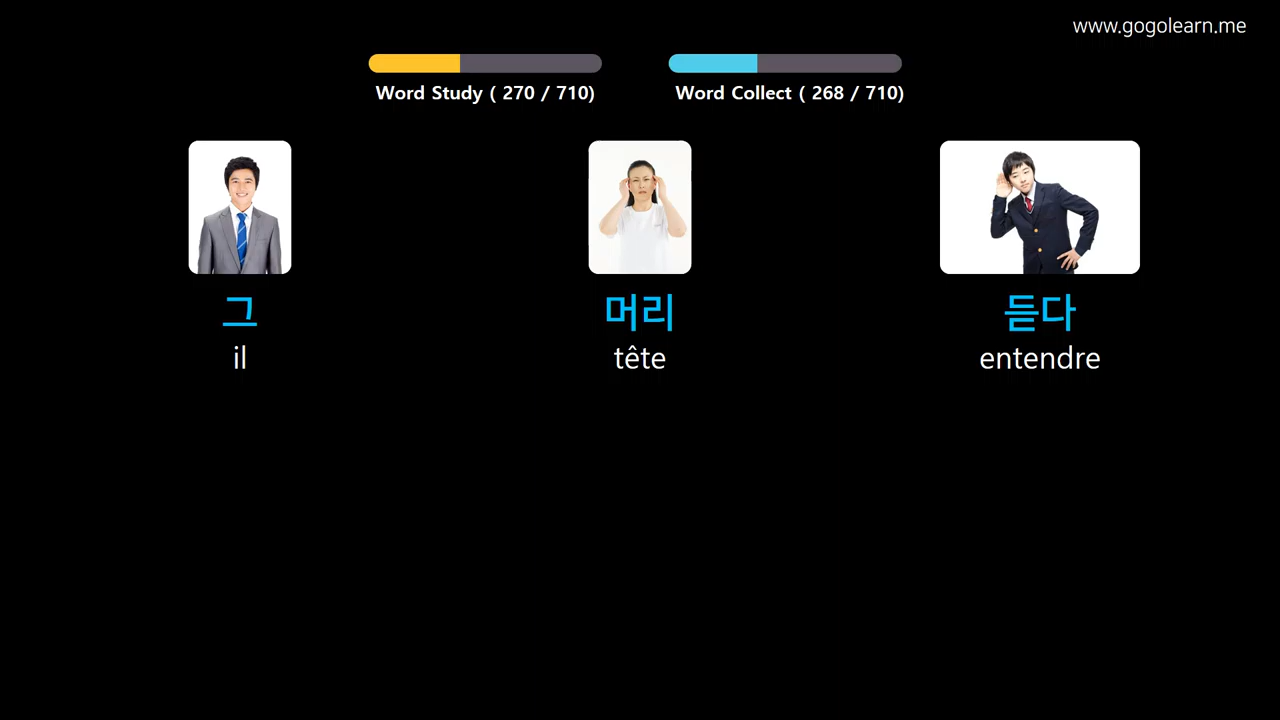 www.gogolearn.me
Word Study ( 270 / 710)
Word Collect ( 268 / 710)
그
머리
듣다
il
tête
entendre